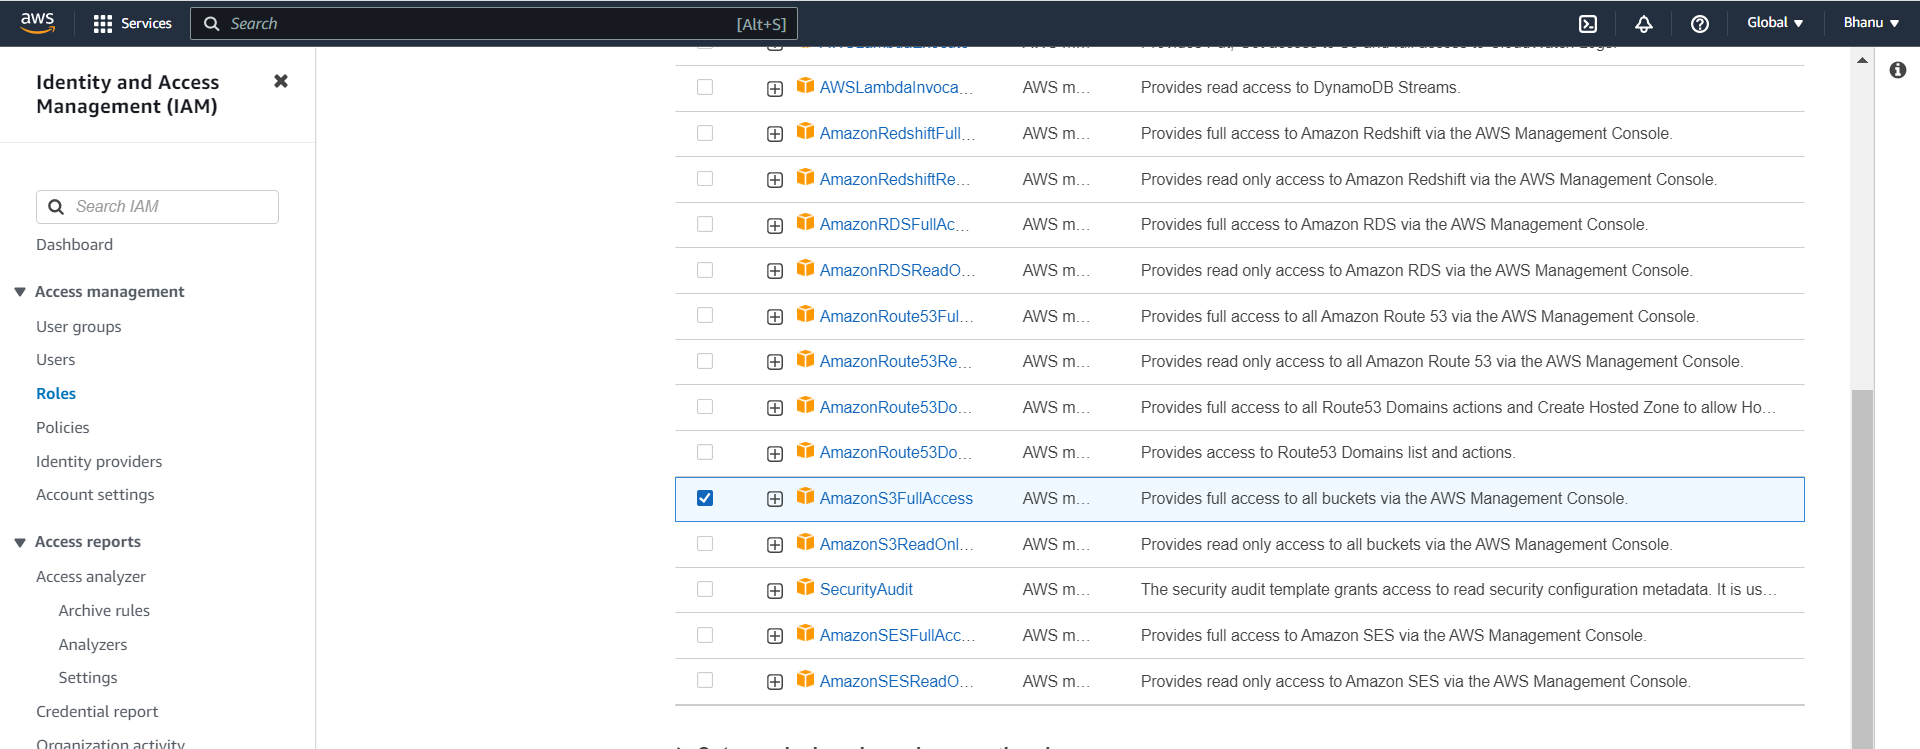 aws Services Search [Alt+S] Global Bhanu
Identity and Access
Management (IAM)
Search IAM
Dashboard
Access management
User groups
Users
Roles
Policies
Identity providers
Account settings
Access reports
Access analyzer
Archive rules
Analyzers
Settings
Credential report
Organization activity
AWSLambdaInvoca... AWS m... Provides read access to DynamoDB Streams.
AmazonRedshiftFull... AWS m... Provides full access to Amazon Redshift via the AWS Management Console.
AmazonRedshiftRe... AWS m... Provides read only access to Amazon Redshift via the AWS Management Console.
AmazonRDSFullAc... AWS m... Provides full access to Amazon RDS via the AWS Management Console.
AmazonRDSReadO... AWS m... Provides read only access to Amazon RDS via the AWS Management Console.
AmazonRoute53Ful... AWS m... Provides full access to all Amazon Route 53 via the AWS Management Console.
AmazonRoute53Re... AWS m... Provides read only access to all Amazon Route 53 via the AWS Management Console.
AmazonRoute53Do... AWS m... Provides full access to all Route53 Domains actions and Create Hosted Zone to allow Ho...
AmazonRoute53Do... AWS m... Provides access to Route53 Domains list and actions.
AmazonS3FullAccess AWS m... Provides full access to all buckets via the AWS Management Console.
AmazonS3ReadOnl... AWS m... Provides read only access to all buckets via the AWS Management Console.
SecurityAudit AWS m... The security audit template grants access to read security configuration metadata. It is us...
AmazonSESFullAcc... AWS m... Provides full access to Amazon SES via the AWS Management Console.
AmazonSESReadO... AWS m... Provides read only access to Amazon SES via the AWS Management Console.